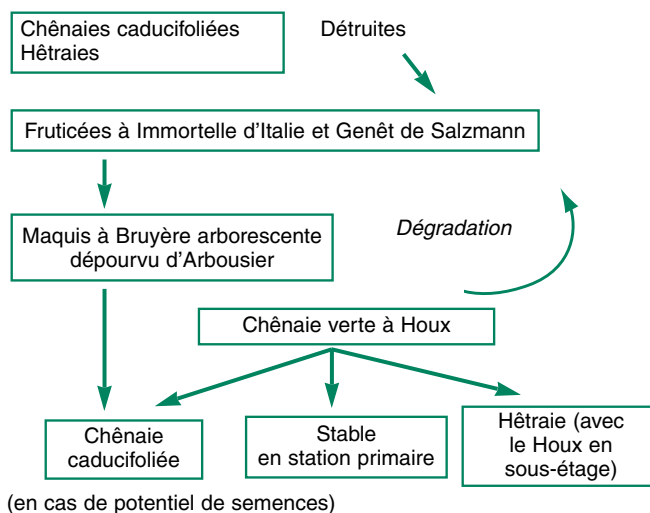 Chênaies caducifoliées
Hêtraies
Détruites
Fruticées à Immortelle d'Italie et Genêt de Salzmann
Maquis à Bruyère arborescente
dépourvu d'Arbousier
Dégradation
Chênaie verte à Houx
Chênaie
caducifoliée
Stable
en station primaire
Hêtraie (avec
le Houx en
sous-étage)
(en cas de potentiel de semences)